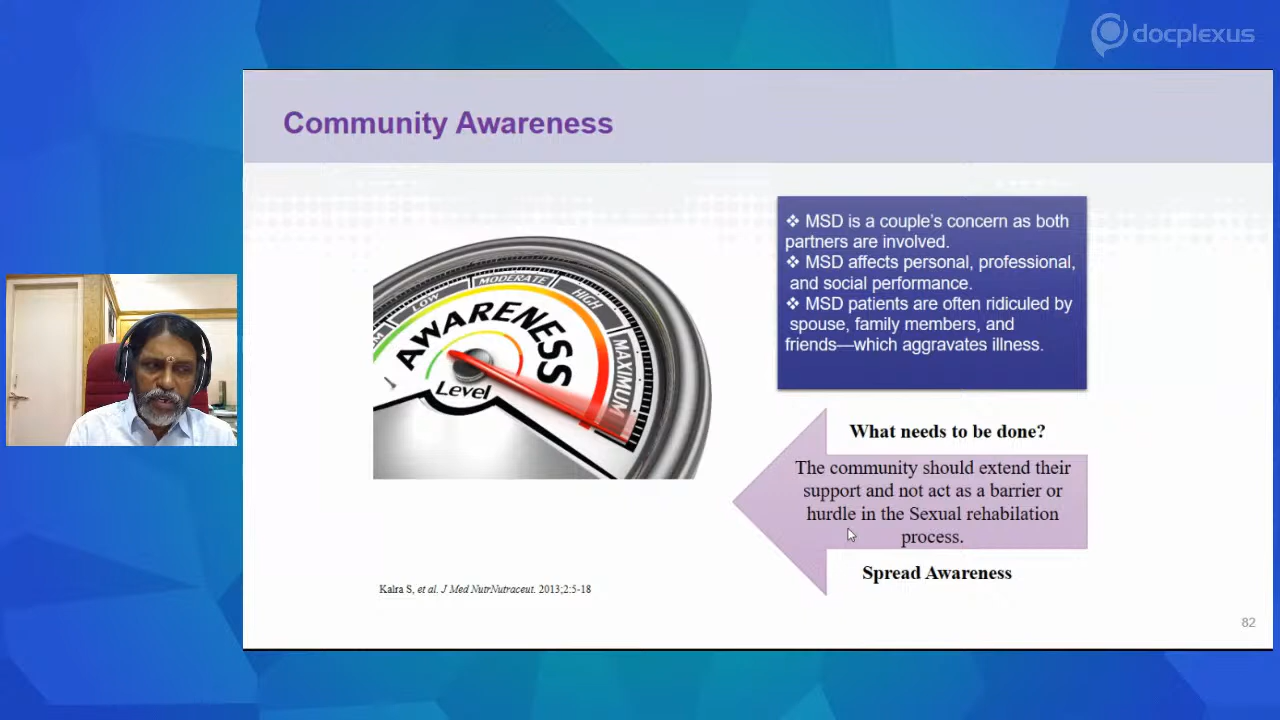 docplexus
Community Awareness
❖ MSD is a couple's concern as both
partners are involved.
❖ MSD affects personal, professional,
and social performance.
❖ MSD patients are often ridiculed by
spouse, family members, and
friends—which aggravates illness.
LOW
MODERATE
HIGH
MAXIMUM
AWARENESS
Level
What needs to be done?
The community should extend their
support and not act as a barrier or
hurdle in the Sexual rehabilation
process.
Spread Awareness
Kalra S, et al. J Med NutrNutraceut. 2013;2:5-18
82